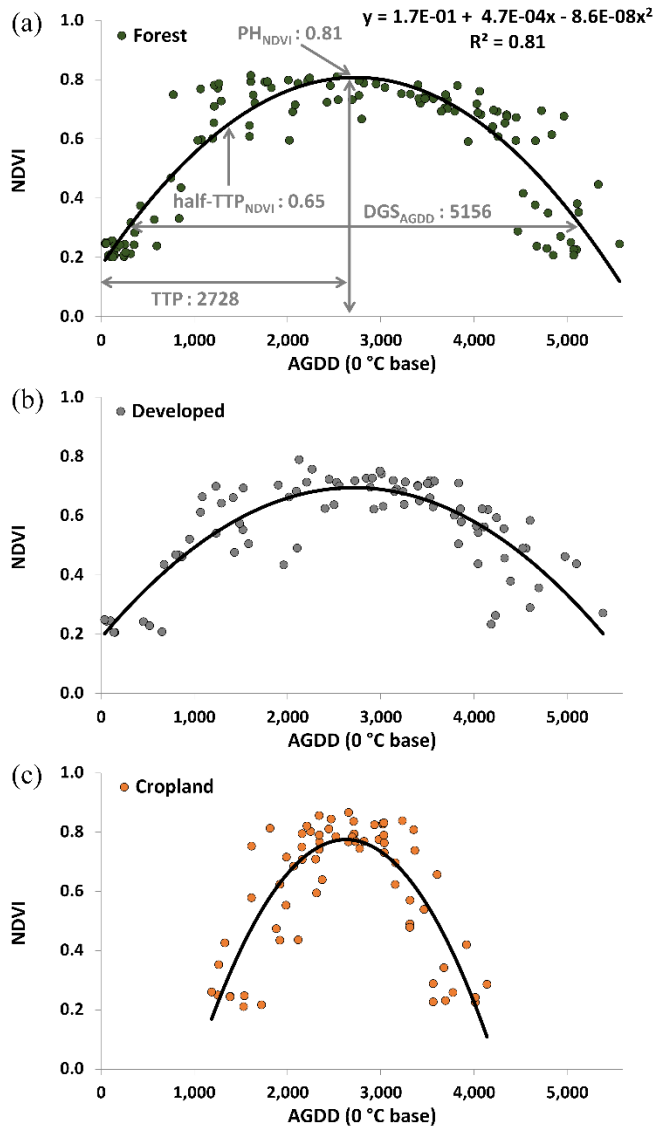 (a)
Forest
PH_NDVI : 0.81
y = 1.7E-01 + 4.7E-04x - 8.6E-08x²
R² = 0.81
1.0
0.8
0.6
0.4
0.2
0.0
NDVI
half-TTP_NDVI : 0.65
DGS_AGDD : 5156
TTP : 2728
0 1,000 2,000 3,000 4,000 5,000
AGDD (0 °C base)
(b)
Developed
1.0
0.8
0.6
0.4
0.2
0.0
NDVI
0 1,000 2,000 3,000 4,000 5,000
AGDD (0 °C base)
(c)
Cropland
1.0
0.8
0.6
0.4
0.2
0.0
NDVI
0 1,000 2,000 3,000 4,000 5,000
AGDD (0 °C base)